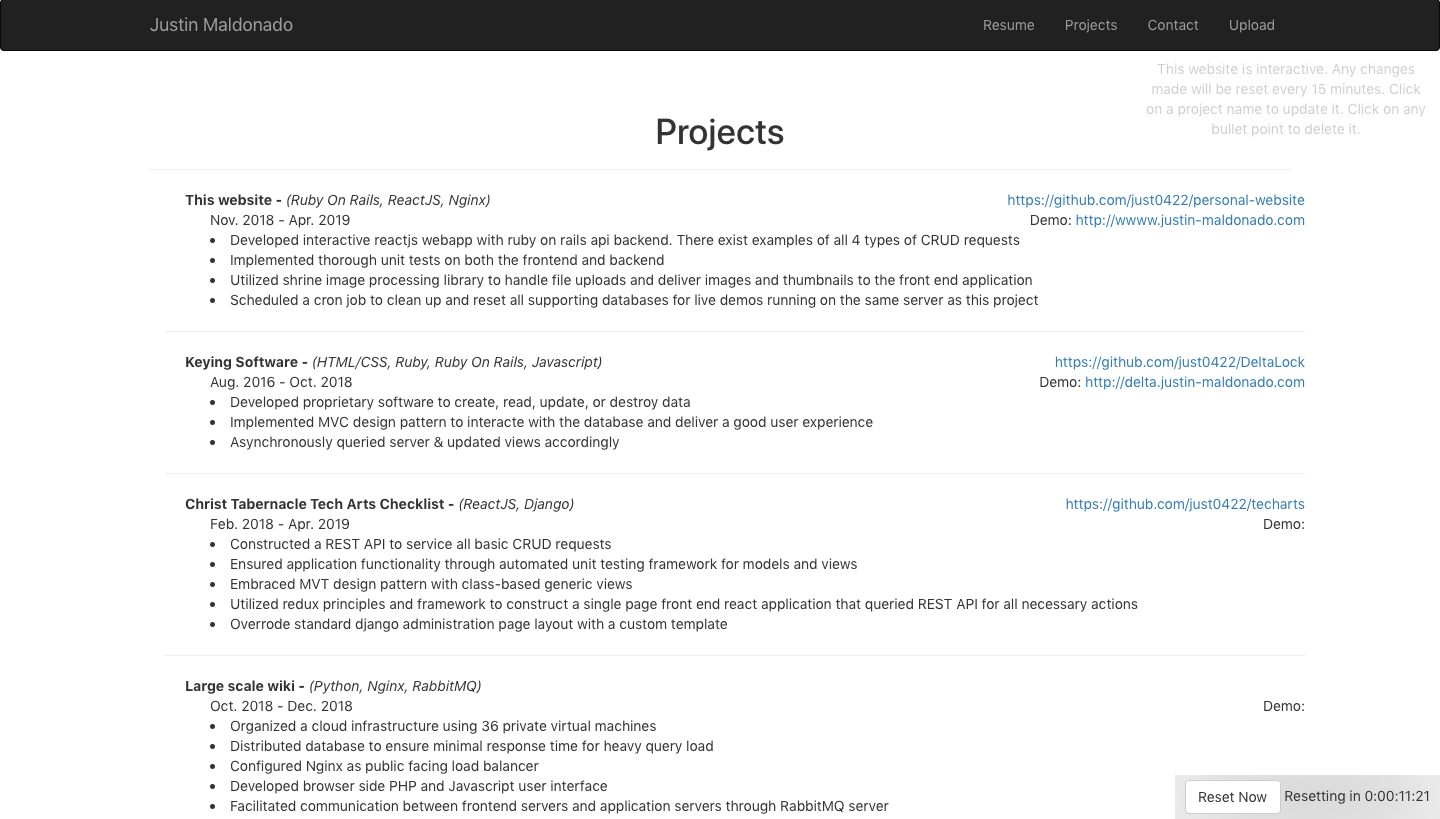 Justin Maldonado Resume Projects Contact Upload
This website is interactive. Any changes
made will be reset every 15 minutes. Click
on a project name to update it. Click on any
bullet point to delete it.
Projects
This website - (Ruby On Rails, ReactJS, Nginx) https://github.com/just0422/personal-website
Nov. 2018 - Apr. 2019 Demo: http://wwww.justin-maldonado.com
• Developed interactive reactjs webapp with ruby on rails api backend. There exist examples of all 4 types of CRUD requests
• Implemented thorough unit tests on both the frontend and backend
• Utilized shrine image processing library to handle file uploads and deliver images and thumbnails to the front end application
• Scheduled a cron job to clean up and reset all supporting databases for live demos running on the same server as this project
Keying Software - (HTML/CSS, Ruby, Ruby On Rails, Javascript) https://github.com/just0422/DeltaLock
Aug. 2016 - Oct. 2018 Demo: http://delta.justin-maldonado.com
• Developed proprietary software to create, read, update, or destroy data
• Implemented MVC design pattern to interacte with the database and deliver a good user experience
• Asynchronously queried server & updated views accordingly
Christ Tabernacle Tech Arts Checklist - (ReactJS, Django) https://github.com/just0422/techarts
Feb. 2018 - Apr. 2019 Demo:
• Constructed a REST API to service all basic CRUD requests
• Ensured application functionality through automated unit testing framework for models and views
• Embraced MVT design pattern with class-based generic views
• Utilized redux principles and framework to construct a single page front end react application that queried REST API for all necessary actions
• Overrode standard django administration page layout with a custom template
Large scale wiki - (Python, Nginx, RabbitMQ)
Oct. 2018 - Dec. 2018 Demo:
• Organized a cloud infrastructure using 36 private virtual machines
• Distributed database to ensure minimal response time for heavy query load
• Configured Nginx as public facing load balancer
• Developed browser side PHP and Javascript user interface
• Facilitated communication between frontend servers and application servers through RabbitMQ server
Reset Now Resetting in 0:00:11:21